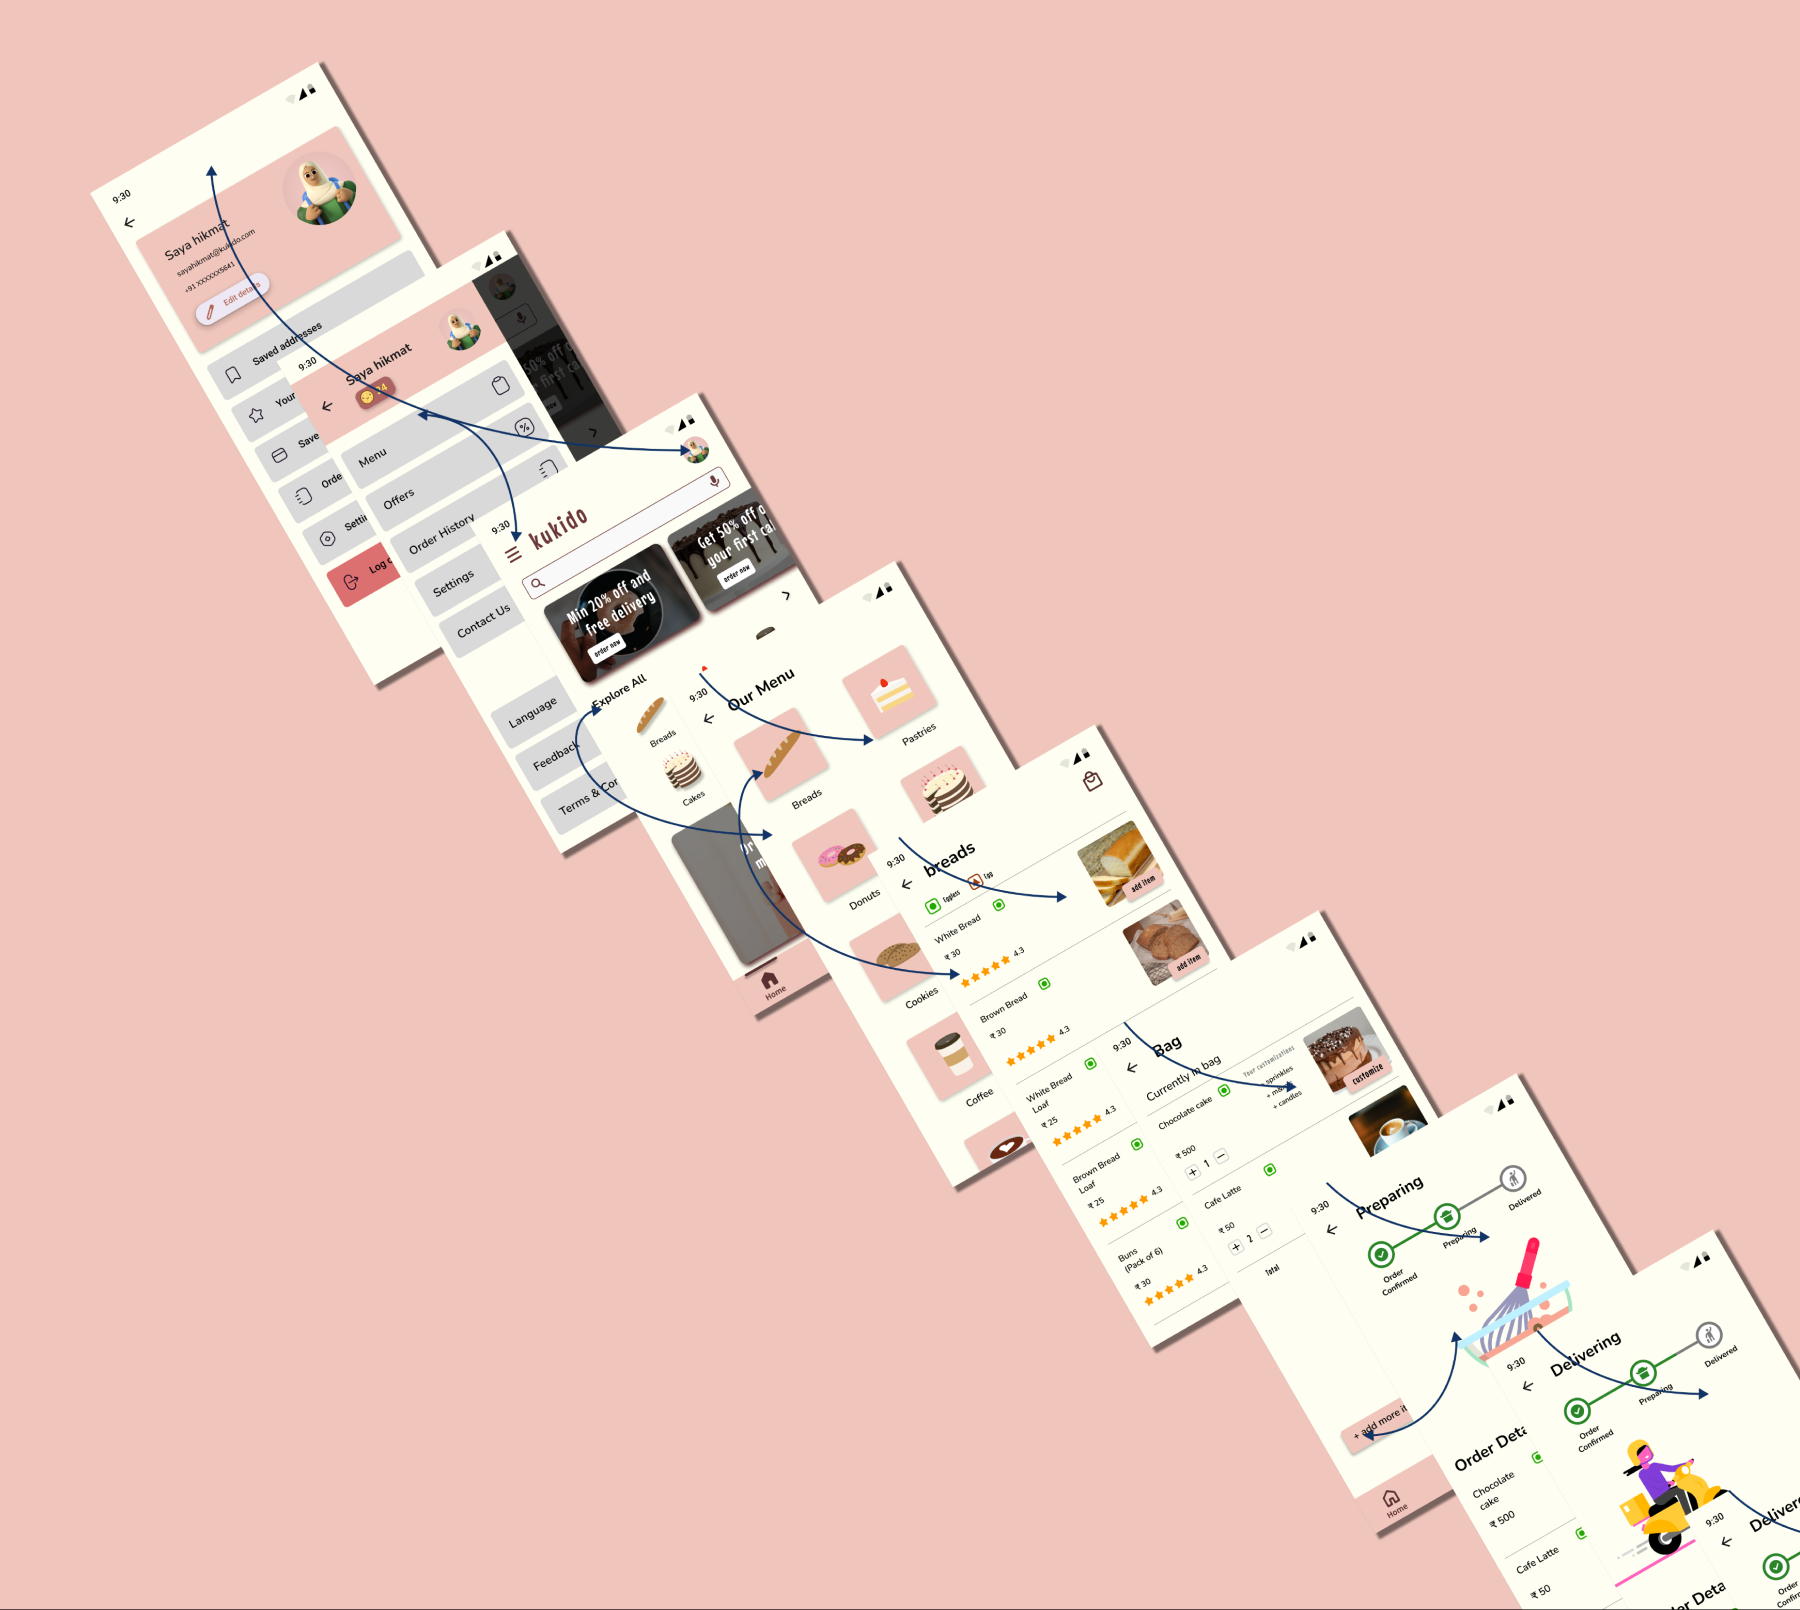 9:30
Saya hikmat
sayahikmat@kukido.com
+91 XXXXXX5641
Edit details
Saved addresses
Your
Save
Orde
Setti
Log o
9:30
Saya hikmat
24
50% off o
first ca
Menu
Offers
Order History
Settings
Contact Us
Language
Feedback
Terms & Con
9:30
kukido
Min 20% off and
free delivery
order now
Get 50% off o
your first ca
order now
Explore All
Breads
Cakes
Or
m
Home
9:30
Our Menu
Breads
Pastries
Donuts
Cookies
Coffee
9:30
breads
Eggless
Egg
White Bread
₹ 30
4.3
add item
Brown Bread
₹ 30
4.3
add item
White Bread
Loaf
₹ 25
4.3
Brown Bread
Loaf
₹ 25
4.3
Buns
(Pack of 6)
₹ 30
4.3
9:30
Bag
Currently in bag
Chocolate cake
Your customizations
sprinkles
+ candles
₹ 500
1
customize
Cafe Latte
₹ 50
2
Total
+ add more it
Home
9:30
Preparing
Order
Confirmed
Preparing
Delivered
Order Deta
Chocolate
cake
₹ 500
Cafe Latte
₹ 50
9:30
Delivering
Order
Confirmed
Preparing
Delivered
er Deta
9:30
Delivere
Order
Confirm